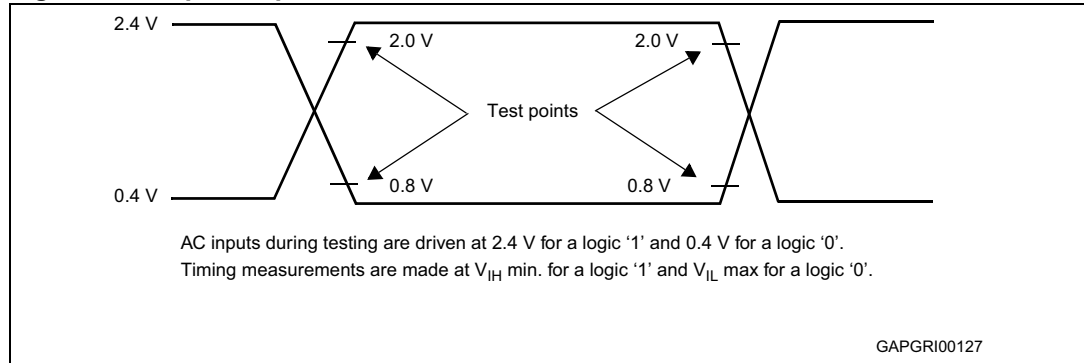 2.4 V
2.0 V
2.0 V
Test points
0.8 V
0.8 V
0.4 V
AC inputs during testing are driven at 2.4 V for a logic ‘1’ and 0.4 V for a logic ‘0’.
Timing measurements are made at VIH min. for a logic ‘1’ and VIL max for a logic ‘0’.
GAPGRI00127